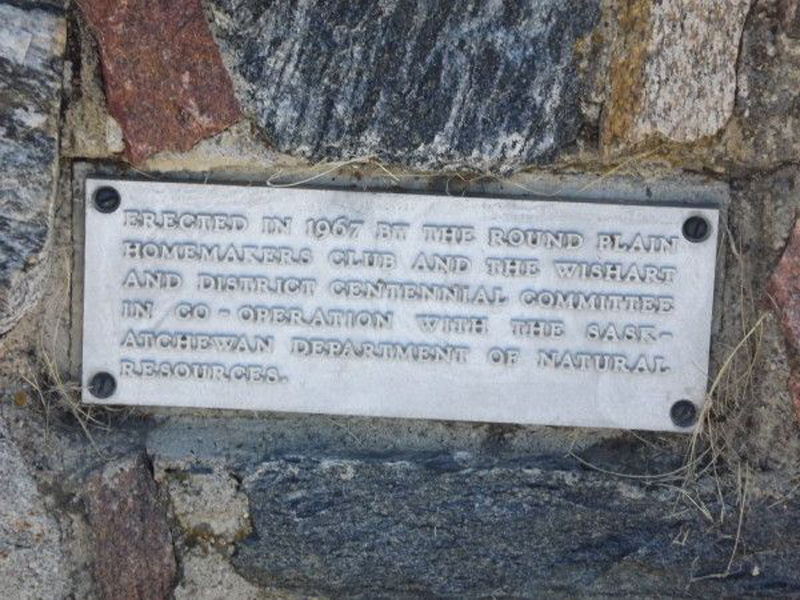 ERECTED IN 1967 BY THE ROUND PLAIN
HOMEMAKERS CLUB AND THE WISHART
AND DISTRICT CENTENNIAL COMMITTEE
IN CO-OPERATION WITH THE SASK-
ATCHEWAN DEPARTMENT OF NATURAL
RESOURCES.